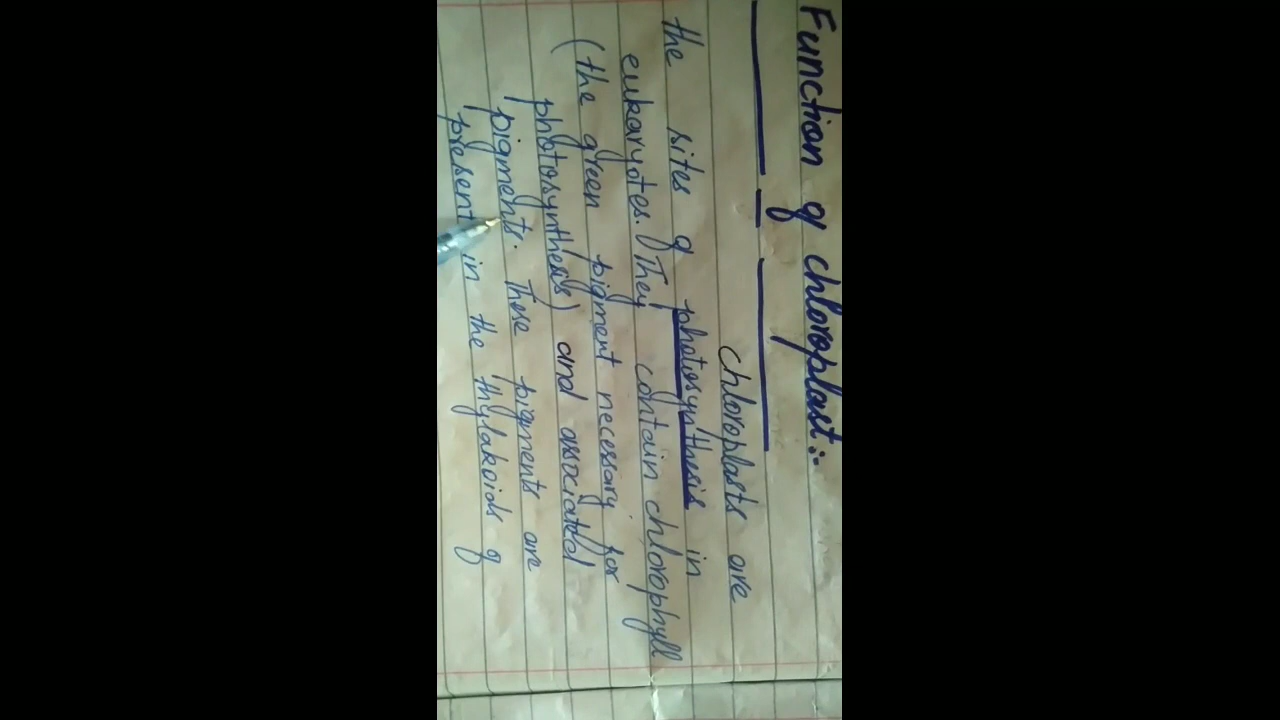 Function of chloroplast:-
chloroplasts are
the sites of photosynthesis in
eukaryotes. They contain chlorophyll
(the green pigment necessary for
photosynthesis) and associated
pigments. These pigments are
present in the thylakoids of